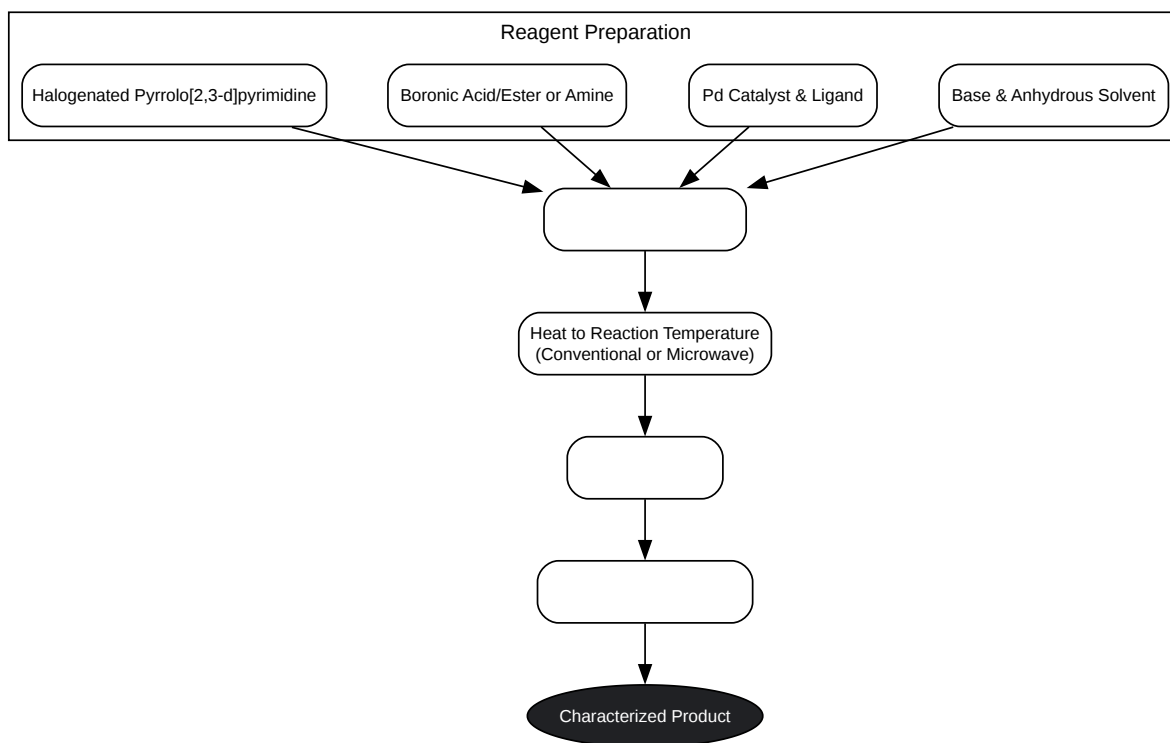 Reagent Preparation
Halogenated Pyrrolo[2,3-d]pyrimidine
Boronic Acid/Ester or Amine
Pd Catalyst & Ligand
Base & Anhydrous Solvent
Heat to Reaction Temperature
(Conventional or Microwave)
Characterized Product